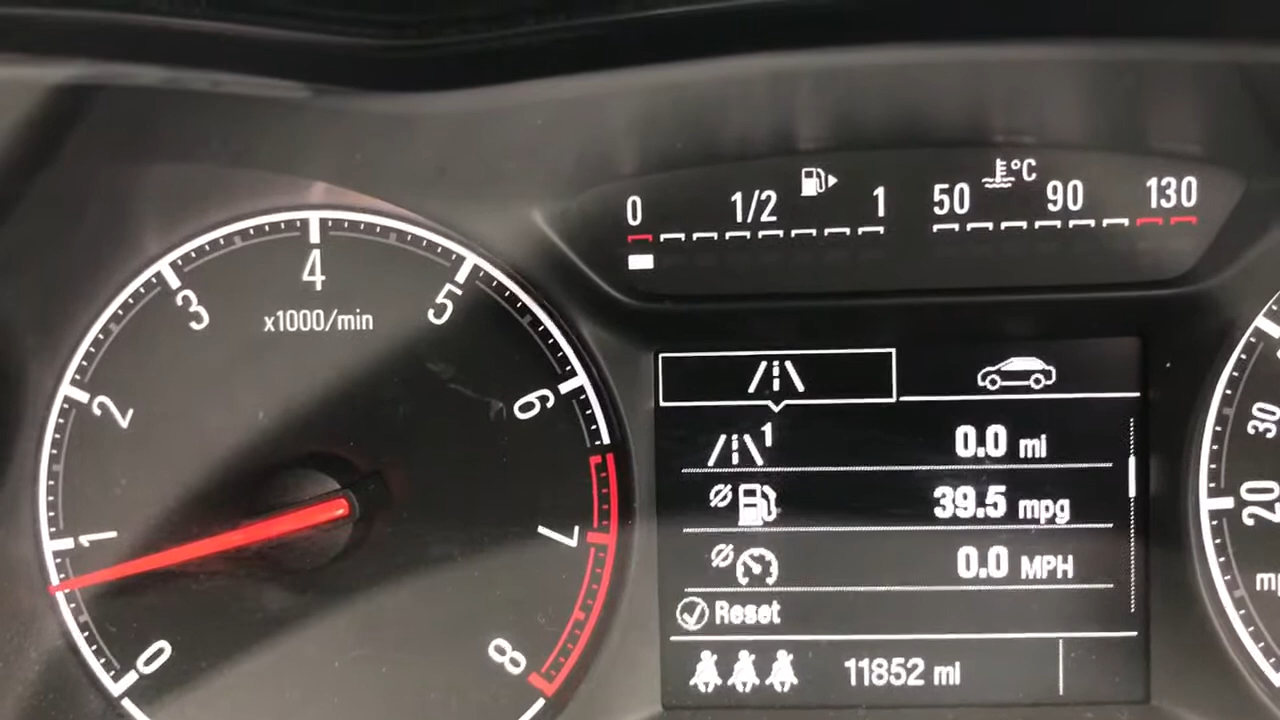 0 1/2 1
50 90 130
°C
0 1 2 3 4 5 6 7 8
x1000/min
1 0.0 mi
39.5 mpg
0.0 MPH
Reset
11852 mi
30
20